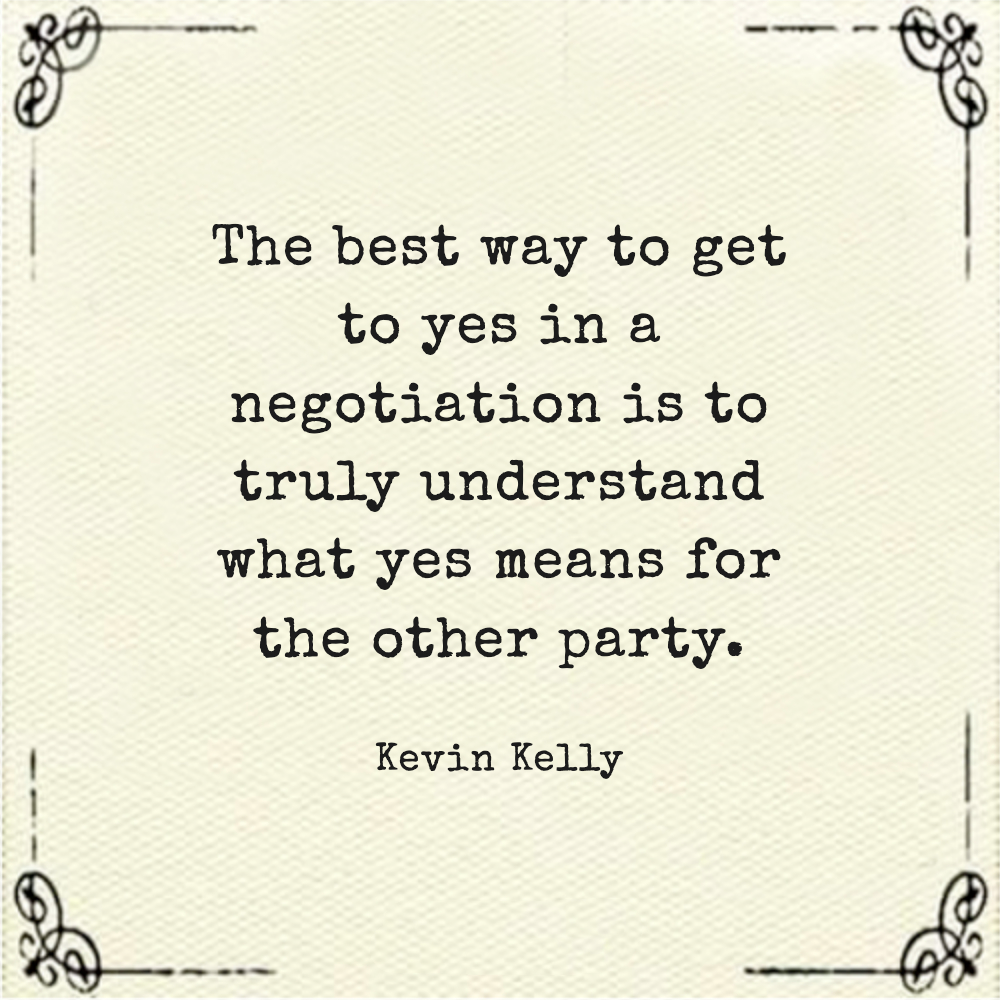 The best way to get
to yes in a
negotiation is to
truly understand
what yes means for
the other party.
Kevin Kelly